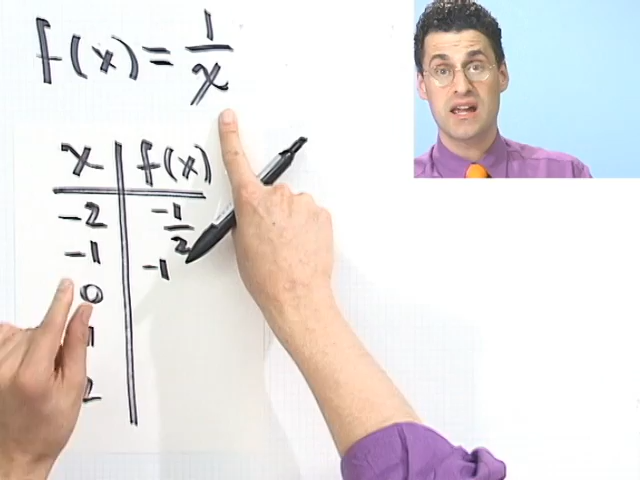 f(x) = 1/x
x f(x)
-2 -1/2
-1 -1
0
1
2